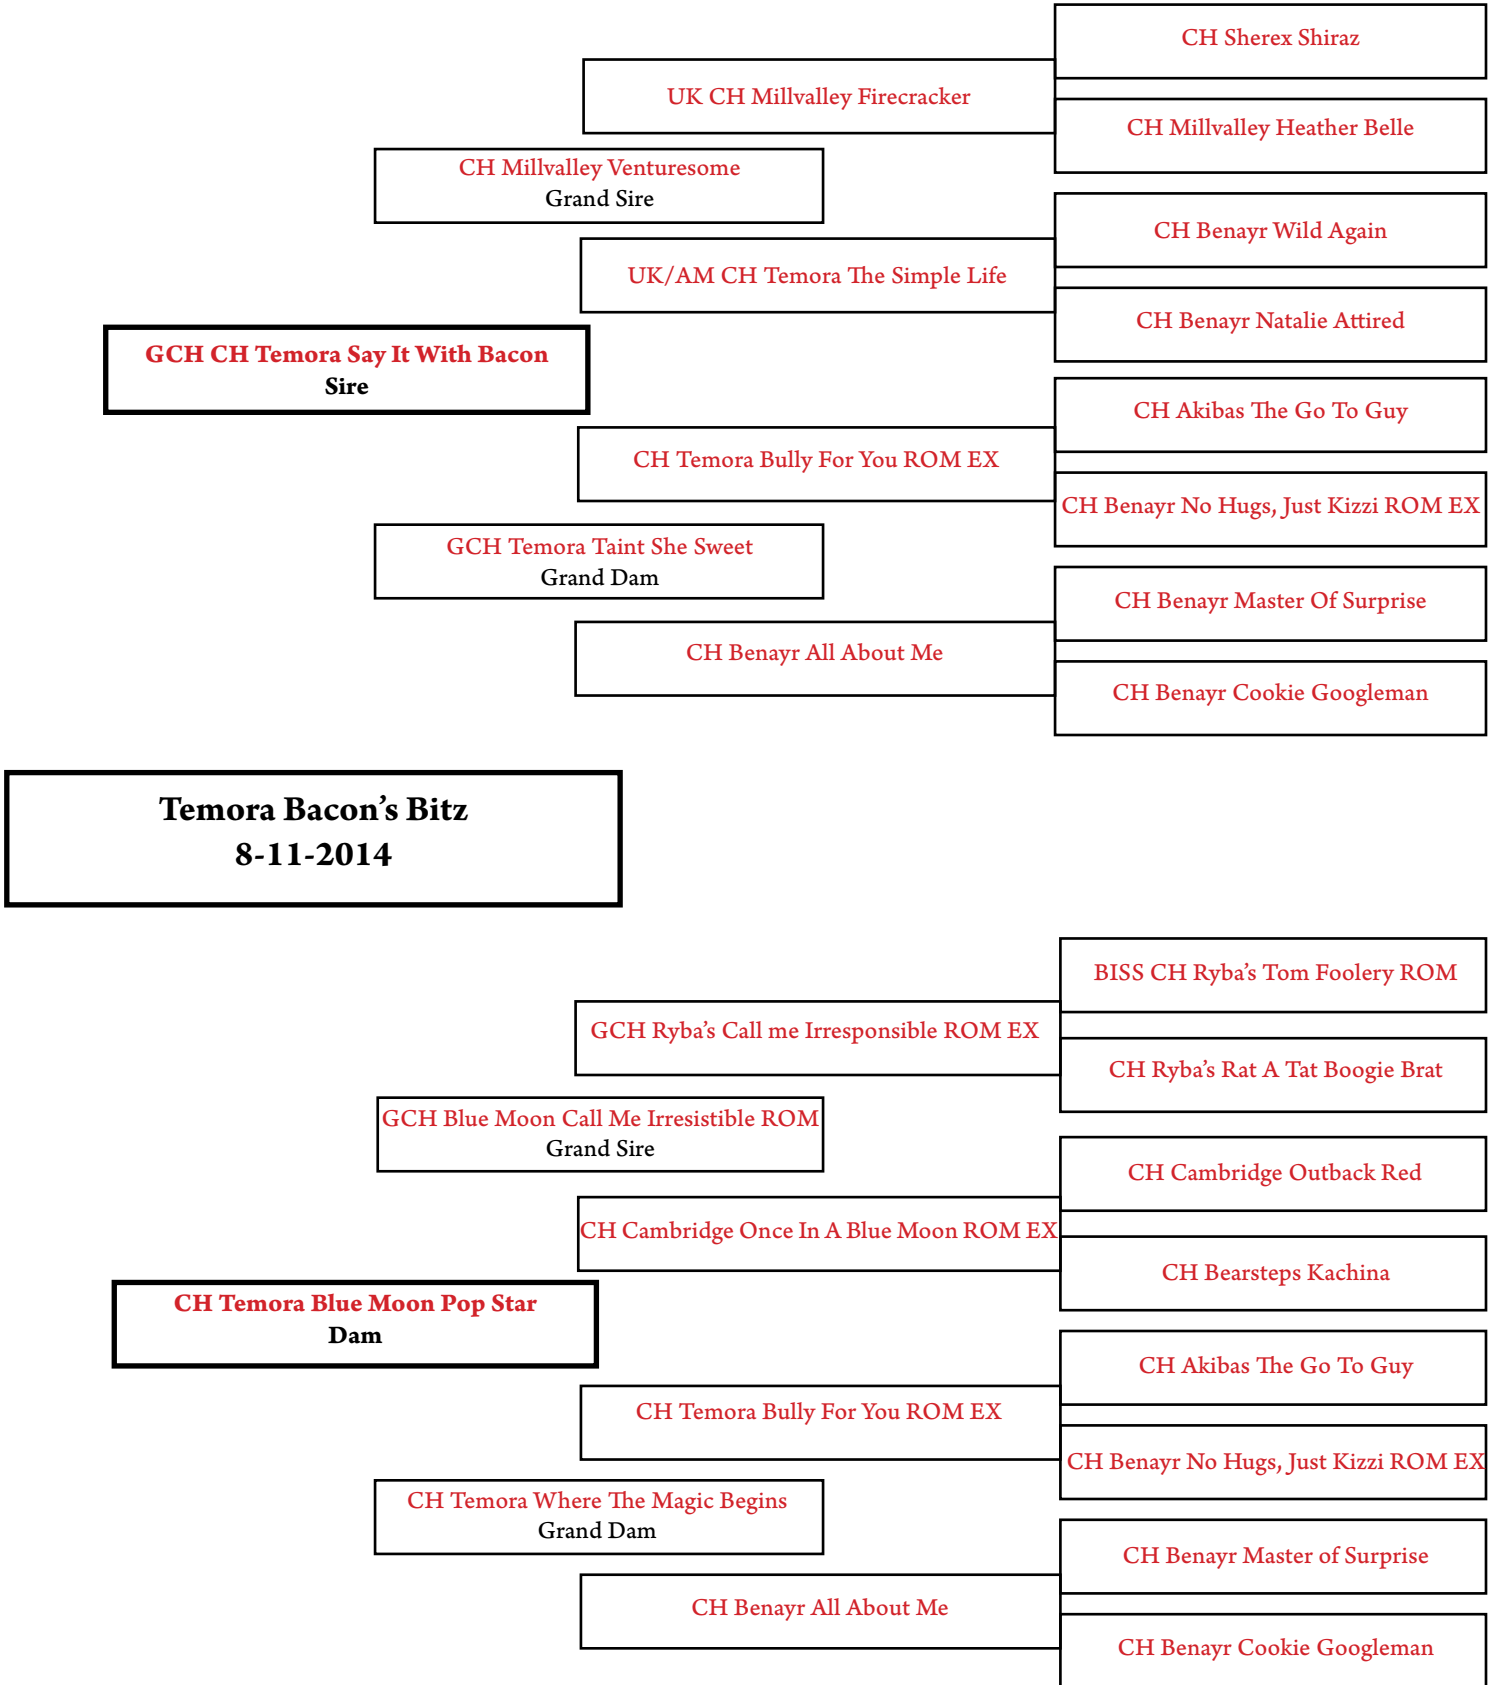 CH Sherex Shiraz
UK CH Millvalley Firecracker
CH Millvalley Heather Belle
CH Millvalley Venturesome
Grand Sire
CH Benayr Wild Again
UK/AM CH Temora The Simple Life
CH Benayr Natalie Attired
GCH CH Temora Say It With Bacon
Sire
CH Akibas The Go To Guy
CH Temora Bully For You ROM EX
CH Benayr No Hugs, Just Kizzi ROM EX
GCH Temora Taint She Sweet
Grand Dam
CH Benayr Master Of Surprise
CH Benayr All About Me
CH Benayr Cookie Googleman
Temora Bacon’s Bitz
8-11-2014
BISS CH Ryba’s Tom Foolery ROM
GCH Ryba’s Call me Irresponsible ROM EX
CH Ryba’s Rat A Tat Boogie Brat
GCH Blue Moon Call Me Irresistible ROM
Grand Sire
CH Cambridge Outback Red
CH Cambridge Once In A Blue Moon ROM EX
CH Bearsteps Kachina
CH Temora Blue Moon Pop Star
Dam
CH Akibas The Go To Guy
CH Temora Bully For You ROM EX
CH Benayr No Hugs, Just Kizzi ROM EX
CH Temora Where The Magic Begins
Grand Dam
CH Benayr Master of Surprise
CH Benayr All About Me
CH Benayr Cookie Googleman